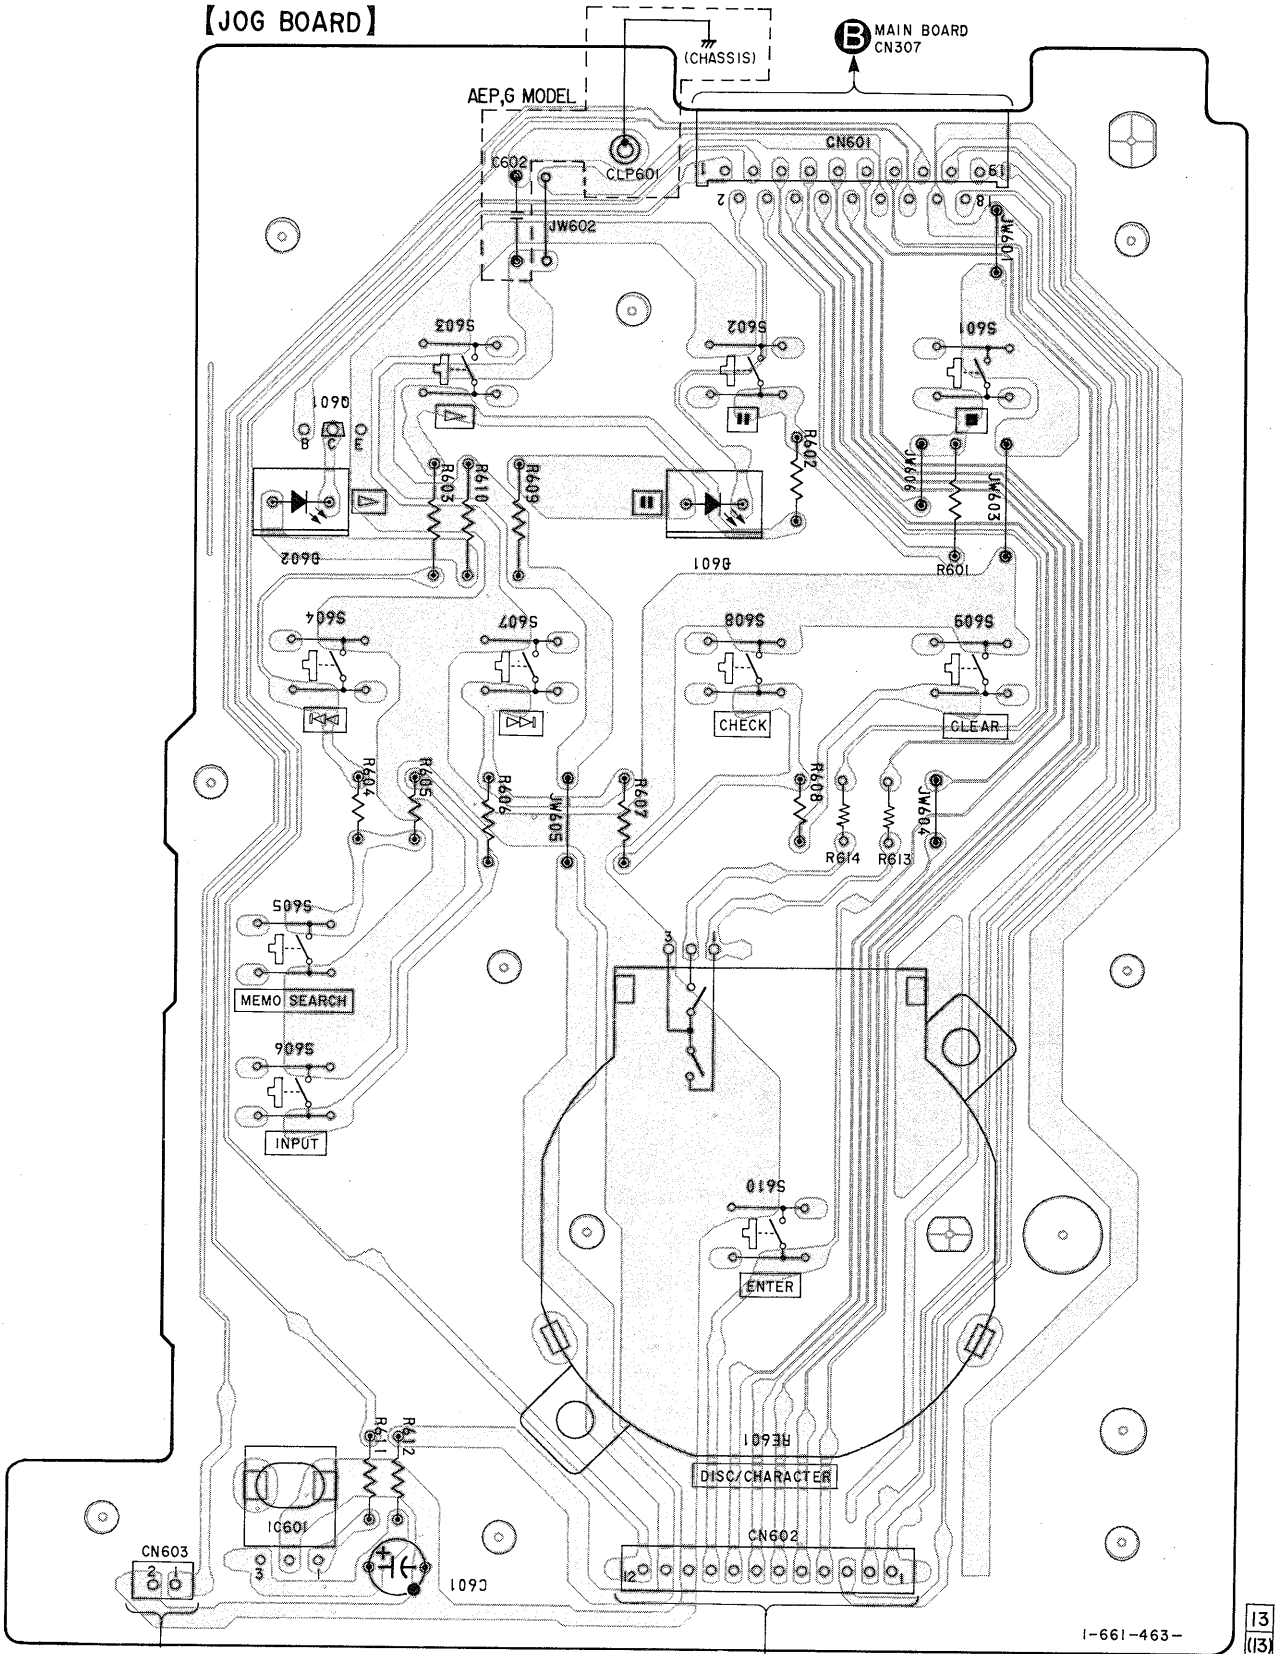 【JOG BOARD】
(CHASSIS)
B MAIN BOARD
CN307
AEP,G MODEL
CN601
C602
CLP601
1
19
2
18
JW602
JW601
S603
S602
S601
Q601
B C E
R602
R603
R610
R609
JW606
JW603
D602
D601
R601
S604
S607
S608
S609
CHECK
CLEAR
R604
R605
R606
JW605
R607
R608
R614
R613
JW604
S605
3
1
MEMO SEARCH
S606
INPUT
S610
ENTER
R611
R612
RE601
DISC/CHARACTER
IC601
CN602
CN603
2 1
3
1
+
C601
12
1
1-661-463-
13
(13)